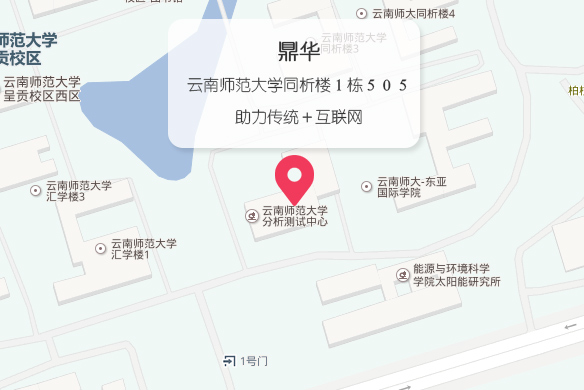 云南师大同析楼4
师范大学
贡校区
云南师范大学
同析楼3
鼎华
云南师范大学
呈贡校区西区
云南师范大学同析楼1栋505
助力传统+互联网
云南师范大学
汇学楼3
云南师大-东亚
国际学院
云南师范大学
分析测试中心
云南师范大学
汇学楼1
能源与环境科学
学院太阳能研究所
1号门